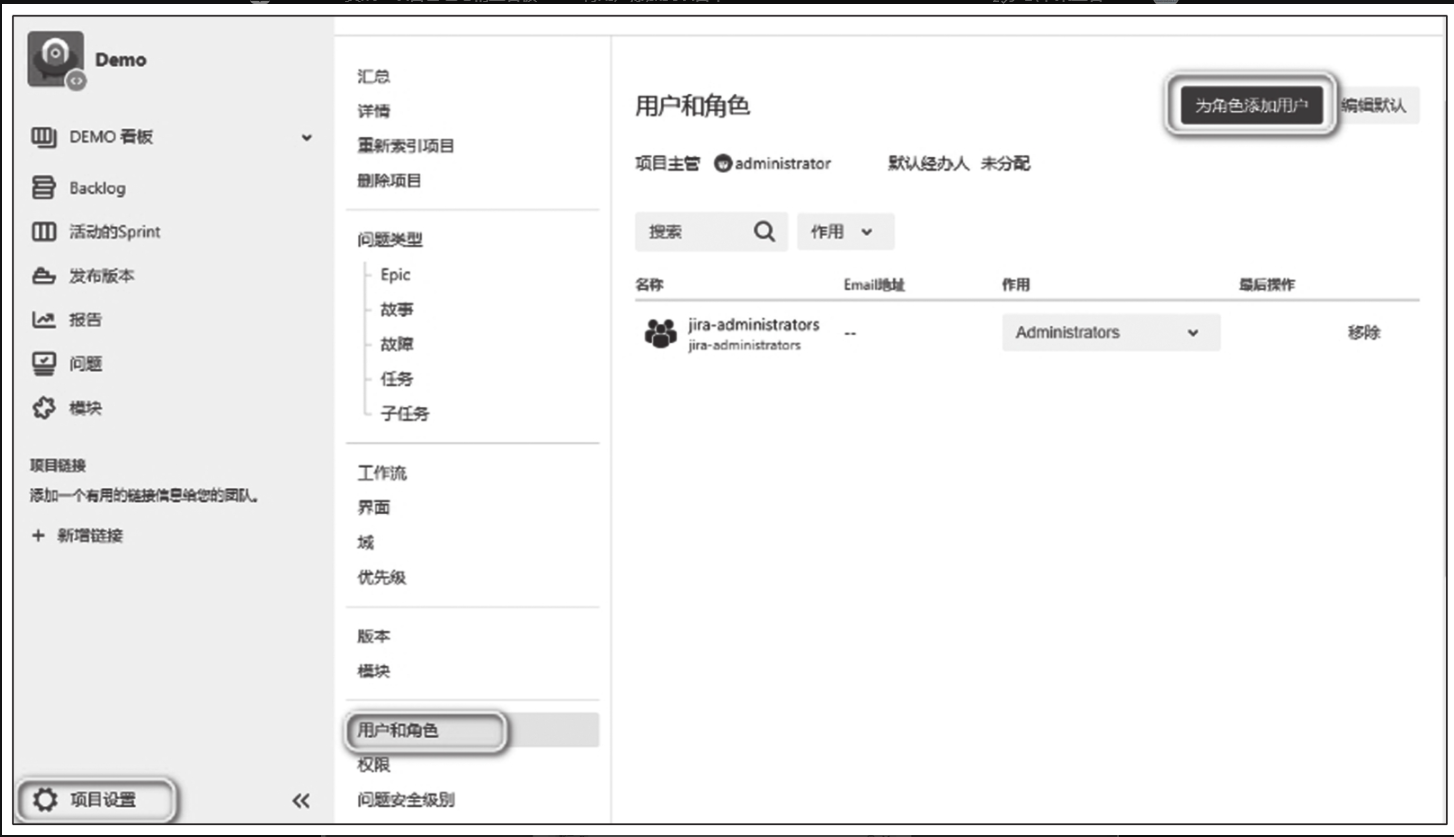 Demo
DEMO 看板
Backlog
活动的Sprint
发布版本
报告
问题
模块
项目链接
添加一个有用的链接信息给您的团队。
+ 新增链接
项目设置
汇总
详情
重新索引项目
删除项目
问题类型
Epic
故事
故障
任务
子任务
工作流
界面
域
优先级
版本
模块
用户和角色
权限
问题安全级别
用户和角色
为角色添加用户
编辑默认
项目主管 administrator 默认经办人 未分配
搜索 作用
名称 Email地址 作用 最后操作
jira-administrators
jira-administrators
-- Administrators 移除